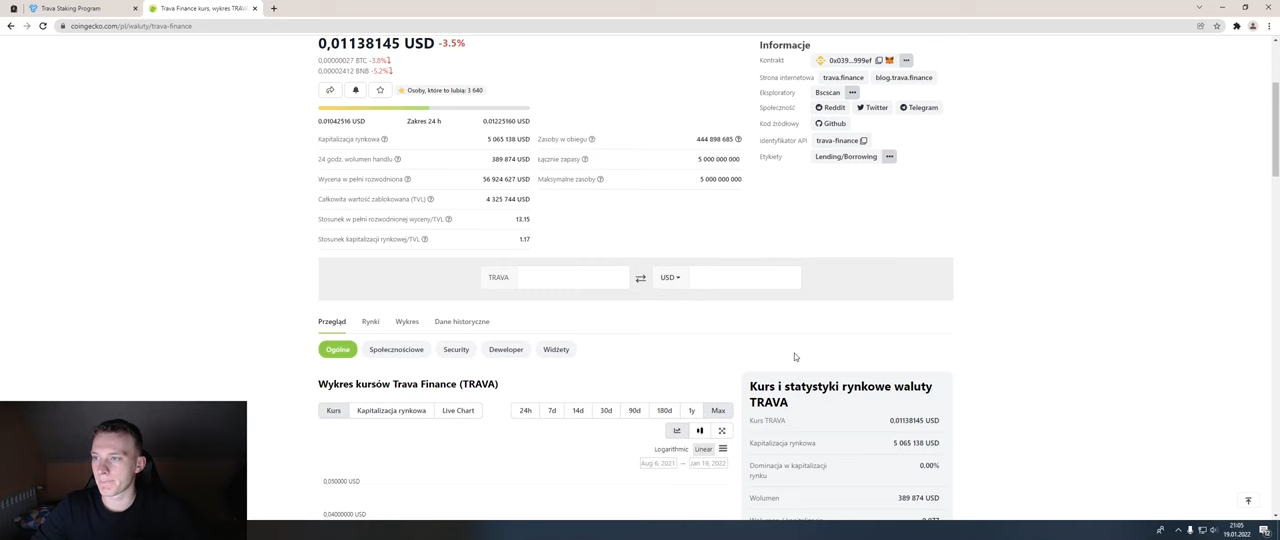 Trava Staking Program
Trava Finance kurs, wykres TRAV
coingecko.com/pl/waluty/trava-finance
0,01138145 USD -3.5%
0,00000027 BTC -3.8%
0,00002412 BNB -5.2%
Osoby, które to lubią: 3 640
0,01042516 USD Zakres 24 h 0,01225160 USD
Kapitalizacja rynkowa 5 065 138 USD
24 godz. wolumen handlu 389 874 USD
Wycena w pełni rozwodniona 56 924 627 USD
Całkowita wartość zablokowana (TVL) 4 325 744 USD
Stosunek w pełni rozwodnionej wyceny/TVL 13.15
Stosunek kapitalizacji rynkowej/TVL 1.17
Zasoby w obiegu 444 898 685
Łącznie zapasy 5 000 000 000
Maksymalne zasoby 5 000 000 000
Informacje
Kontrakt 0x039...999ef
Strona internetowa trava.finance blog.trava.finance
Eksploratory Bscscan
Społeczność Reddit Twitter Telegram
Kod źródłowy Github
Identyfikator API trava-finance
Etykiety Lending/Borrowing
TRAVA USD
Przegląd Rynki Wykres Dane historyczne
Ogólne Społecznościowe Security Deweloper Widżety
Wykres kursów Trava Finance (TRAVA)
Kurs Kapitalizacja rynkowa Live Chart 24h 7d 14d 30d 90d 180d 1y Max
Logarithmic Linear
Aug 6, 2021 — Jan 19, 2022
0,050000 USD
0,04000000 USD
Kurs i statystyki rynkowe waluty
TRAVA
Kurs TRAVA 0,01138145 USD
Kapitalizacja rynkowa 5 065 138 USD
Dominacja w kapitalizacji 0.00%
rynku
Wolumen 389 874 USD
21:05
19.01.2022